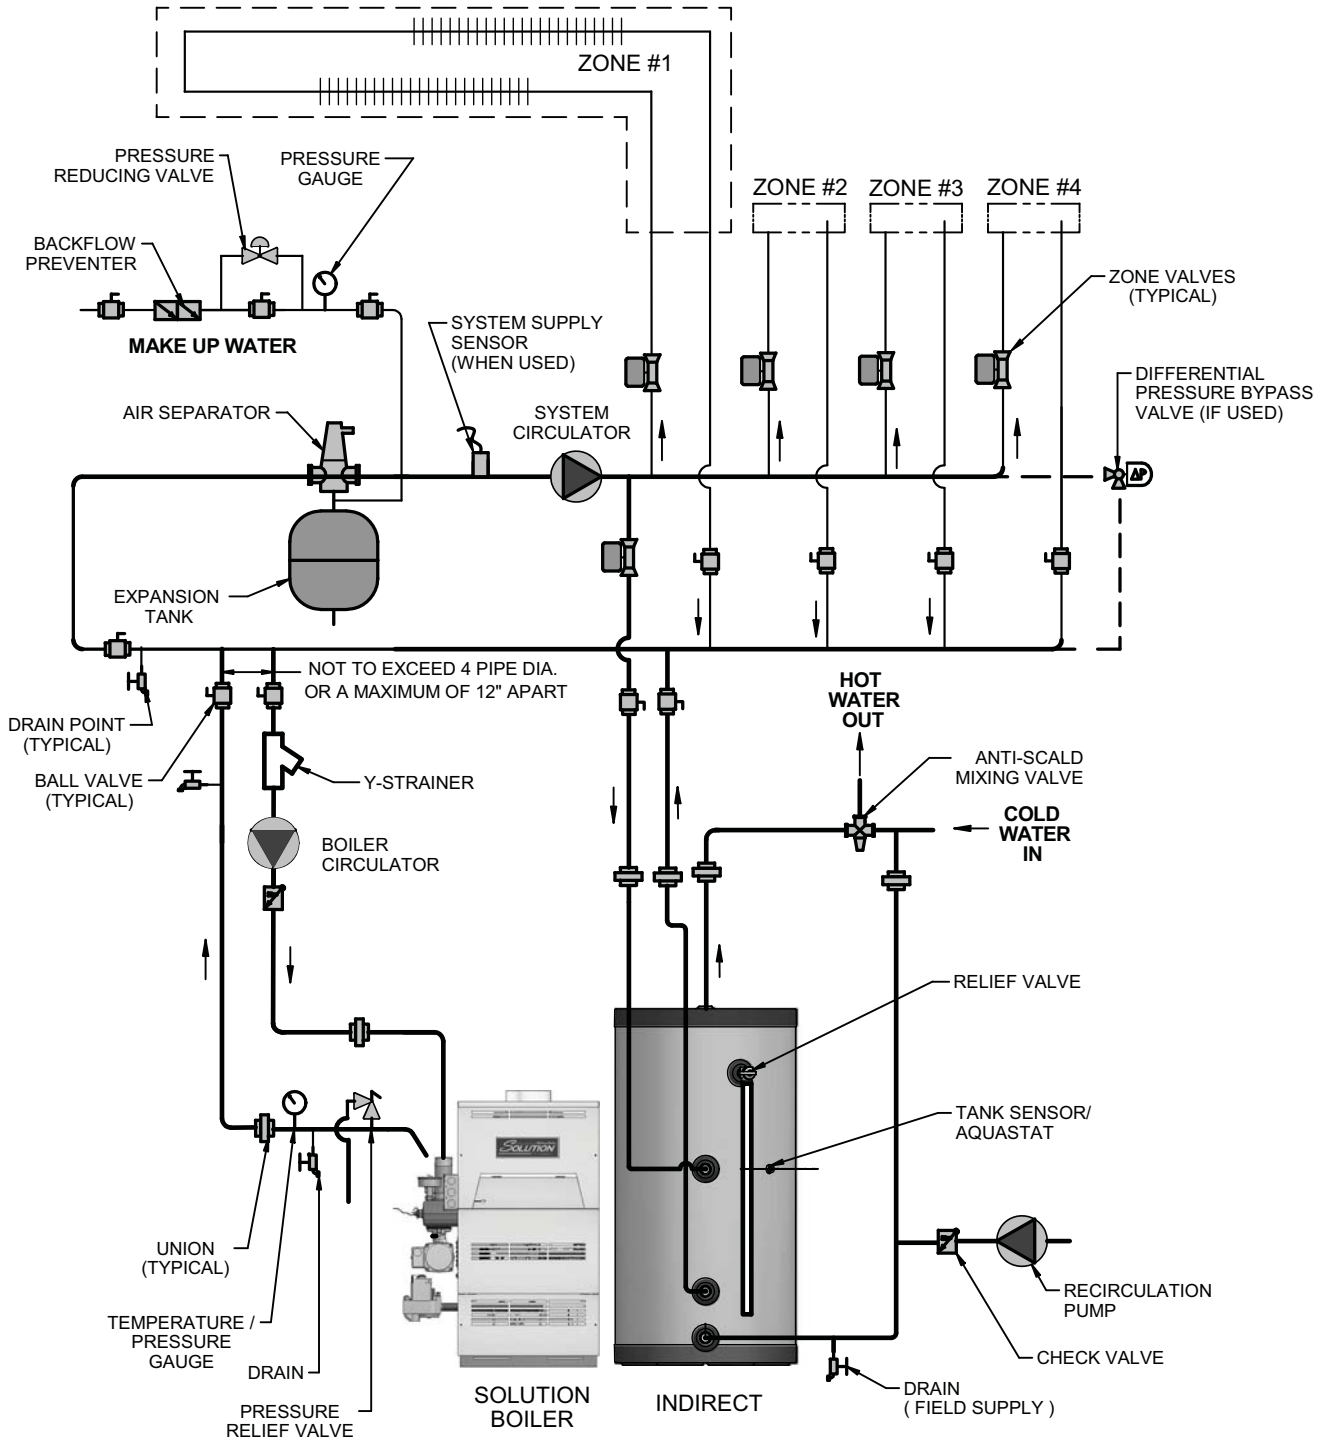 ZONE #1
PRESSURE
REDUCING VALVE
PRESSURE
GAUGE
ZONE #2
ZONE #3
ZONE #4
BACKFLOW
PREVENTER
ZONE VALVES
(TYPICAL)
MAKE UP WATER
SYSTEM SUPPLY
SENSOR
(WHEN USED)
DIFFERENTIAL
PRESSURE BYPASS
VALVE (IF USED)
AIR SEPARATOR
SYSTEM
CIRCULATOR
ΔP
EXPANSION
TANK
NOT TO EXCEED 4 PIPE DIA.
OR A MAXIMUM OF 12" APART
HOT
WATER
OUT
DRAIN POINT
(TYPICAL)
BALL VALVE
(TYPICAL)
Y-STRAINER
ANTI-SCALD
MIXING VALVE
COLD
WATER
IN
BOILER
CIRCULATOR
RELIEF VALVE
TANK SENSOR/
AQUASTAT
SOLUTION
UNION
(TYPICAL)
TEMPERATURE /
PRESSURE
GAUGE
DRAIN
PRESSURE
RELIEF VALVE
RECIRCULATION
PUMP
CHECK VALVE
DRAIN
( FIELD SUPPLY )
SOLUTION
BOILER
INDIRECT